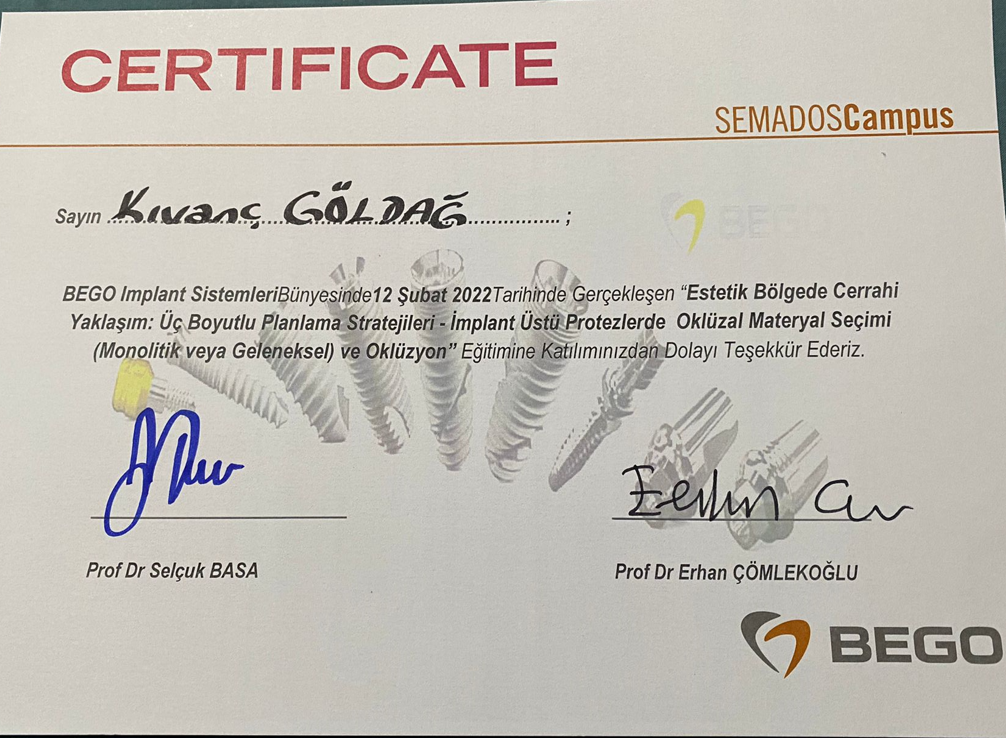 CERTIFICATE
SEMADOSCampus
Sayın Kıvanç GÖLDAĞ ;
BEGO
BEGO Implant SistemleriBünyesinde12 Şubat 2022Tarihinde Gerçekleşen “Estetik Bölgede Cerrahi
Yaklaşım: Üç Boyutlu Planlama Stratejileri - İmplant Üstü Protezlerde Oklüzal Materyal Seçimi
(Monolitik veya Geleneksel) ve Oklüzyon” Eğitimine Katılımınızdan Dolayı Teşekkür Ederiz.
Prof Dr Selçuk BASA
Prof Dr Erhan ÇÖMLEKOĞLU
BEGO